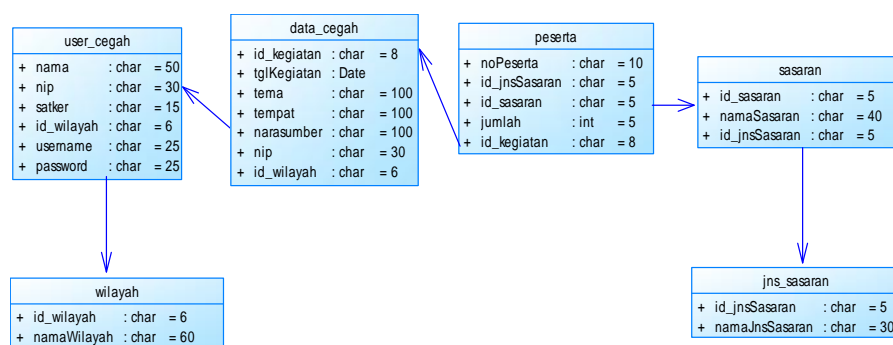 user_cegah
+ nama : char = 50
+ nip : char = 30
+ satker : char = 15
+ id_wilayah : char = 6
+ username : char = 25
+ password : char = 25
data_cegah
+ id_kegiatan : char = 8
+ tglKegiatan : Date
+ tema : char = 100
+ tempat : char = 100
+ narasumber : char = 100
+ nip : char = 30
+ id_wilayah : char = 6
peserta
+ noPeserta : char = 10
+ id_jnsSasaran : char = 5
+ id_sasaran : char = 5
+ jumlah : int = 5
+ id_kegiatan : char = 8
sasaran
+ id_sasaran : char = 5
+ namaSasaran : char = 40
+ id_jnsSasaran : char = 5
wilayah
+ id_wilayah : char = 6
+ namaWilayah : char = 60
jns_sasaran
+ id_jnsSasaran : char = 5
+ namaJnsSasaran : char = 30